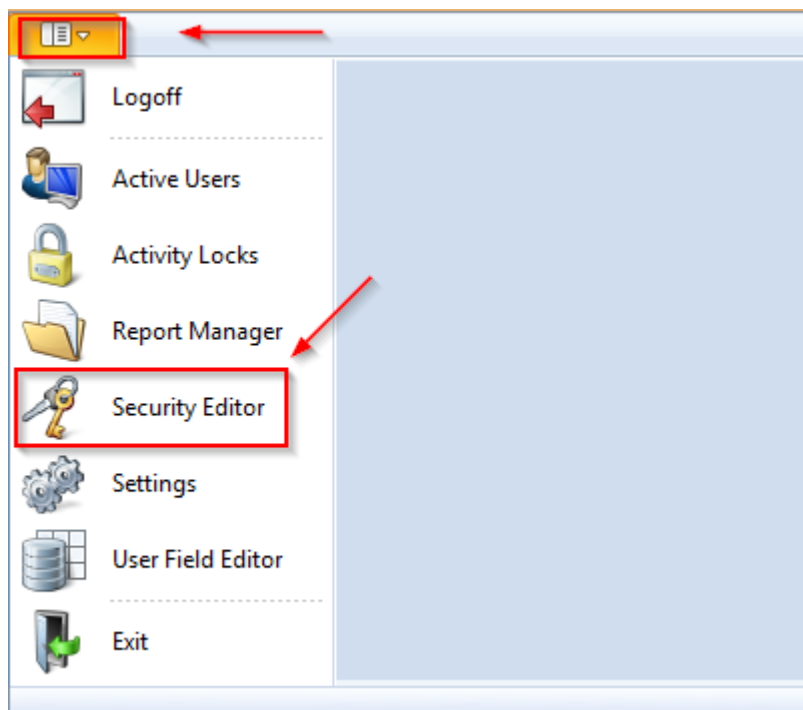 Logoff
Active Users
Activity Locks
Report Manager
Security Editor
Settings
User Field Editor
Exit